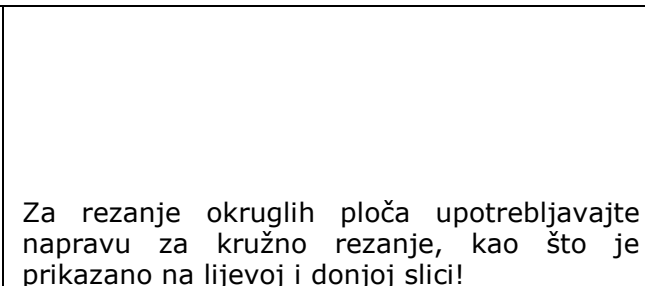 Za rezanje okruglih ploča upotrebljavajte
napravu za kružno rezanje, kao što je
prikazano na lijevoj i donjoj slici!